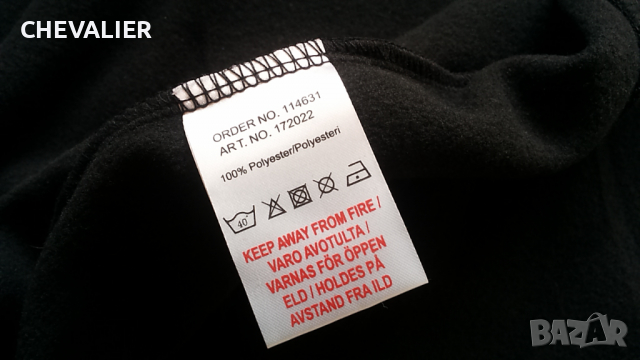 CHEVALIER
ORDER NO. 114631
ART. NO. 172022
100% Polyester/Polyesteri
40°
KEEP AWAY FROM FIRE /
VARO AVOTULTA /
VARNAS FÖR ÖPPEN
ELD / HOLDES PÅ
AVSTAND FRA ILD
BAZAR